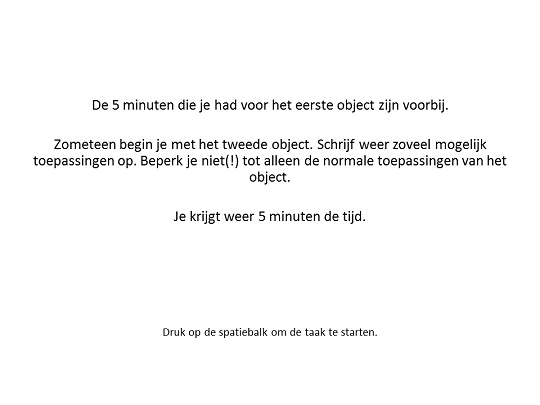 De 5 minuten die je had voor het eerste object zijn voorbij.
Zometeen begin je met het tweede object. Schrijf weer zoveel mogelijk
toepassingen op. Beperk je niet(!) tot alleen de normale toepassingen van het
object.
Je krijgt weer 5 minuten de tijd.
Druk op de spatiebalk om de taak te starten.